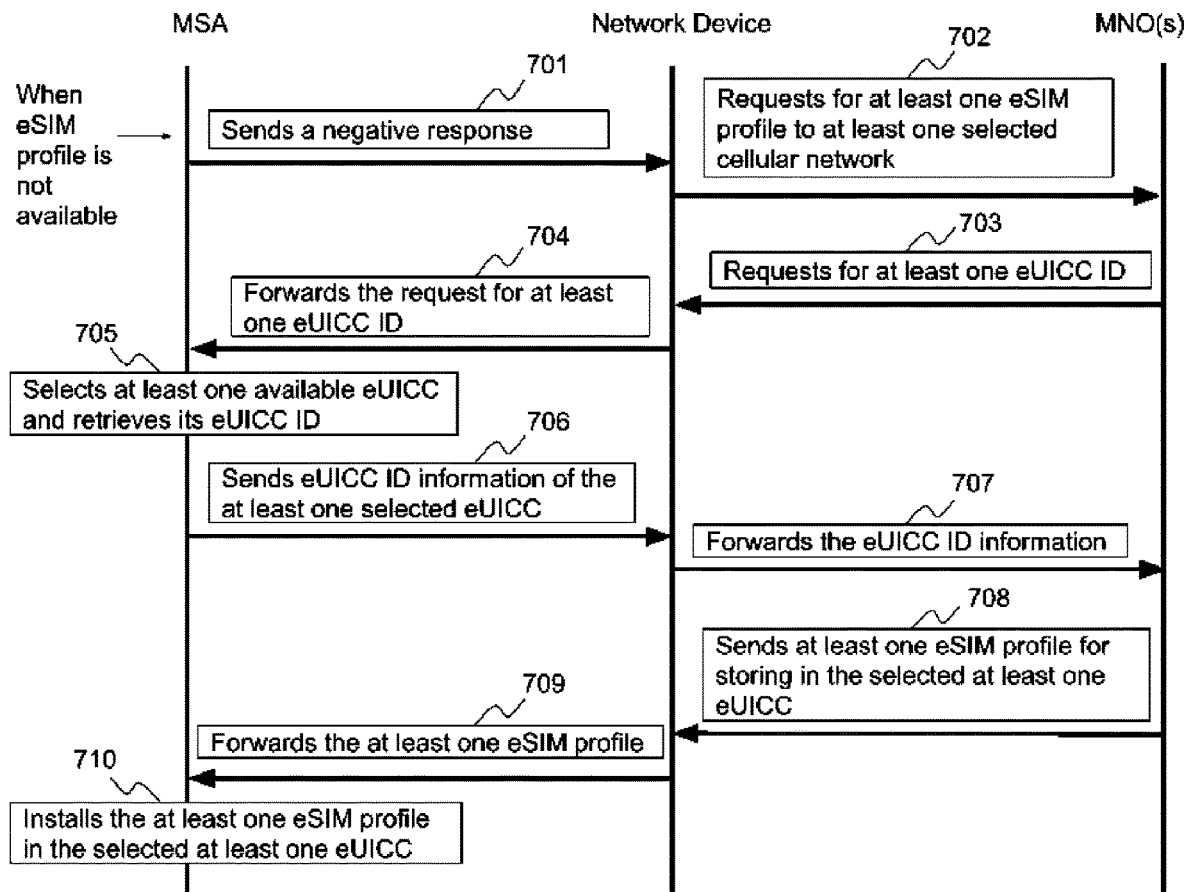 MSA
Network Device
MNO(s)
When
eSIM
profile is
not
available
701
Sends a negative response
702
Requests for at least one eSIM
profile to at least one selected
cellular network
703
Requests for at least one eUICC ID
704
Forwards the request for at least
one eUICC ID
705
Selects at least one available eUICC
and retrieves its eUICC ID
706
Sends eUICC ID information of the
at least one selected eUICC
707
Forwards the eUICC ID information
708
Sends at least one eSIM profile for
storing in the selected at least one
eUICC
709
Forwards the at least one eSIM profile
710
Installs the at least one eSIM profile
in the selected at least one eUICC